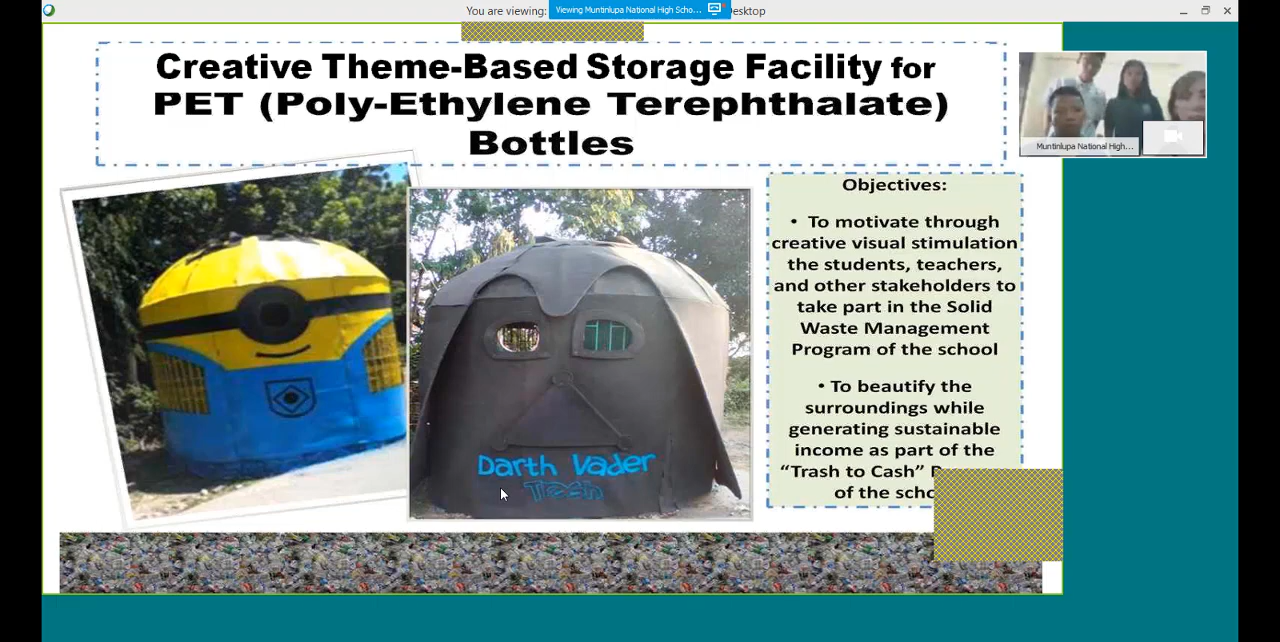 You are viewing:
Viewing Muntinlupa National High Scho...
Desktop
Creative Theme-Based Storage Facility for
PET (Poly-Ethylene Terephthalate)
Bottles
Muntinlupa National High...
Objectives:
• To motivate through
creative visual stimulation
the students, teachers,
and other stakeholders to
take part in the Solid
Waste Management
Program of the school
• To beautify the
surroundings while
generating sustainable
income as part of the
“Trash to Cash”
of the
Darth Vader
Trash